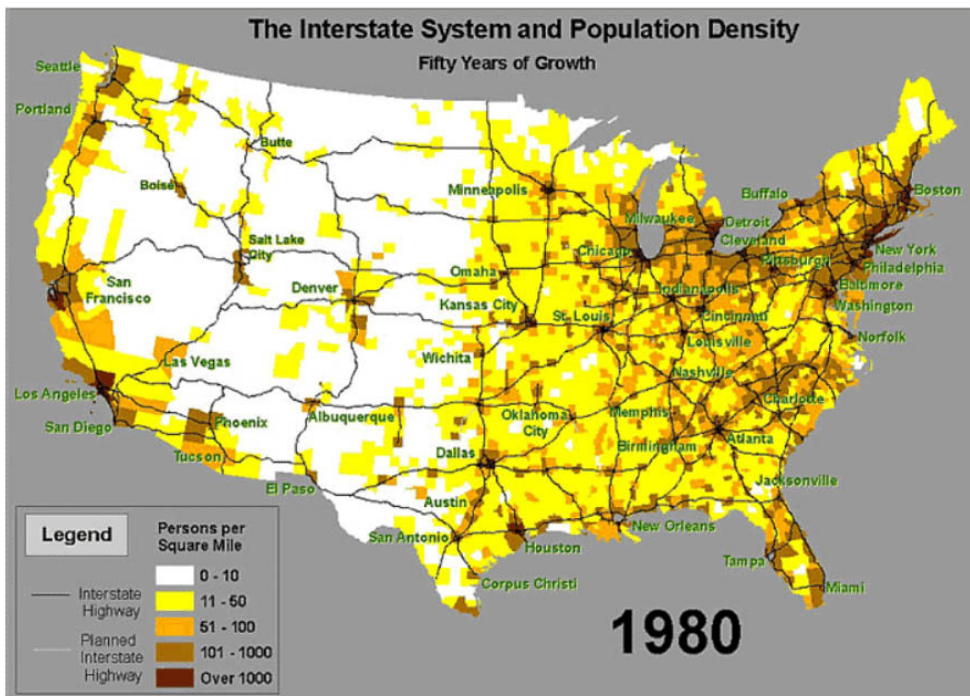 The Interstate System and Population Density
Fifty Years of Growth
Seattle
Portland
Butte
Boisé
Minneapolis
Buffalo
Boston
Milwaukee
Detroit
Salt Lake
City
Chicago
Cleveland
New York
San
Francisco
Denver
Omaha
Pittsburgh
Philadelphia
Indianapolis
Baltimore
Kansas City
St. Louis
Cincinnati
Washington
Las Vegas
Wichita
Louisville
Norfolk
Nashville
Los Angeles
Albuquerque
Oklahoma
City
Memphis
Charlotte
San Diego
Phoenix
Tucson
Dallas
Birmingham
Atlanta
El Paso
Austin
Jacksonville
San Antonio
Houston
New Orleans
Tampa
Corpus Christi
Miami
Legend
Persons per
Square Mile
0 - 10
11 - 50
51 - 100
101 - 1000
Over 1000
Interstate
Highway
Planned
Interstate
Highway
1980